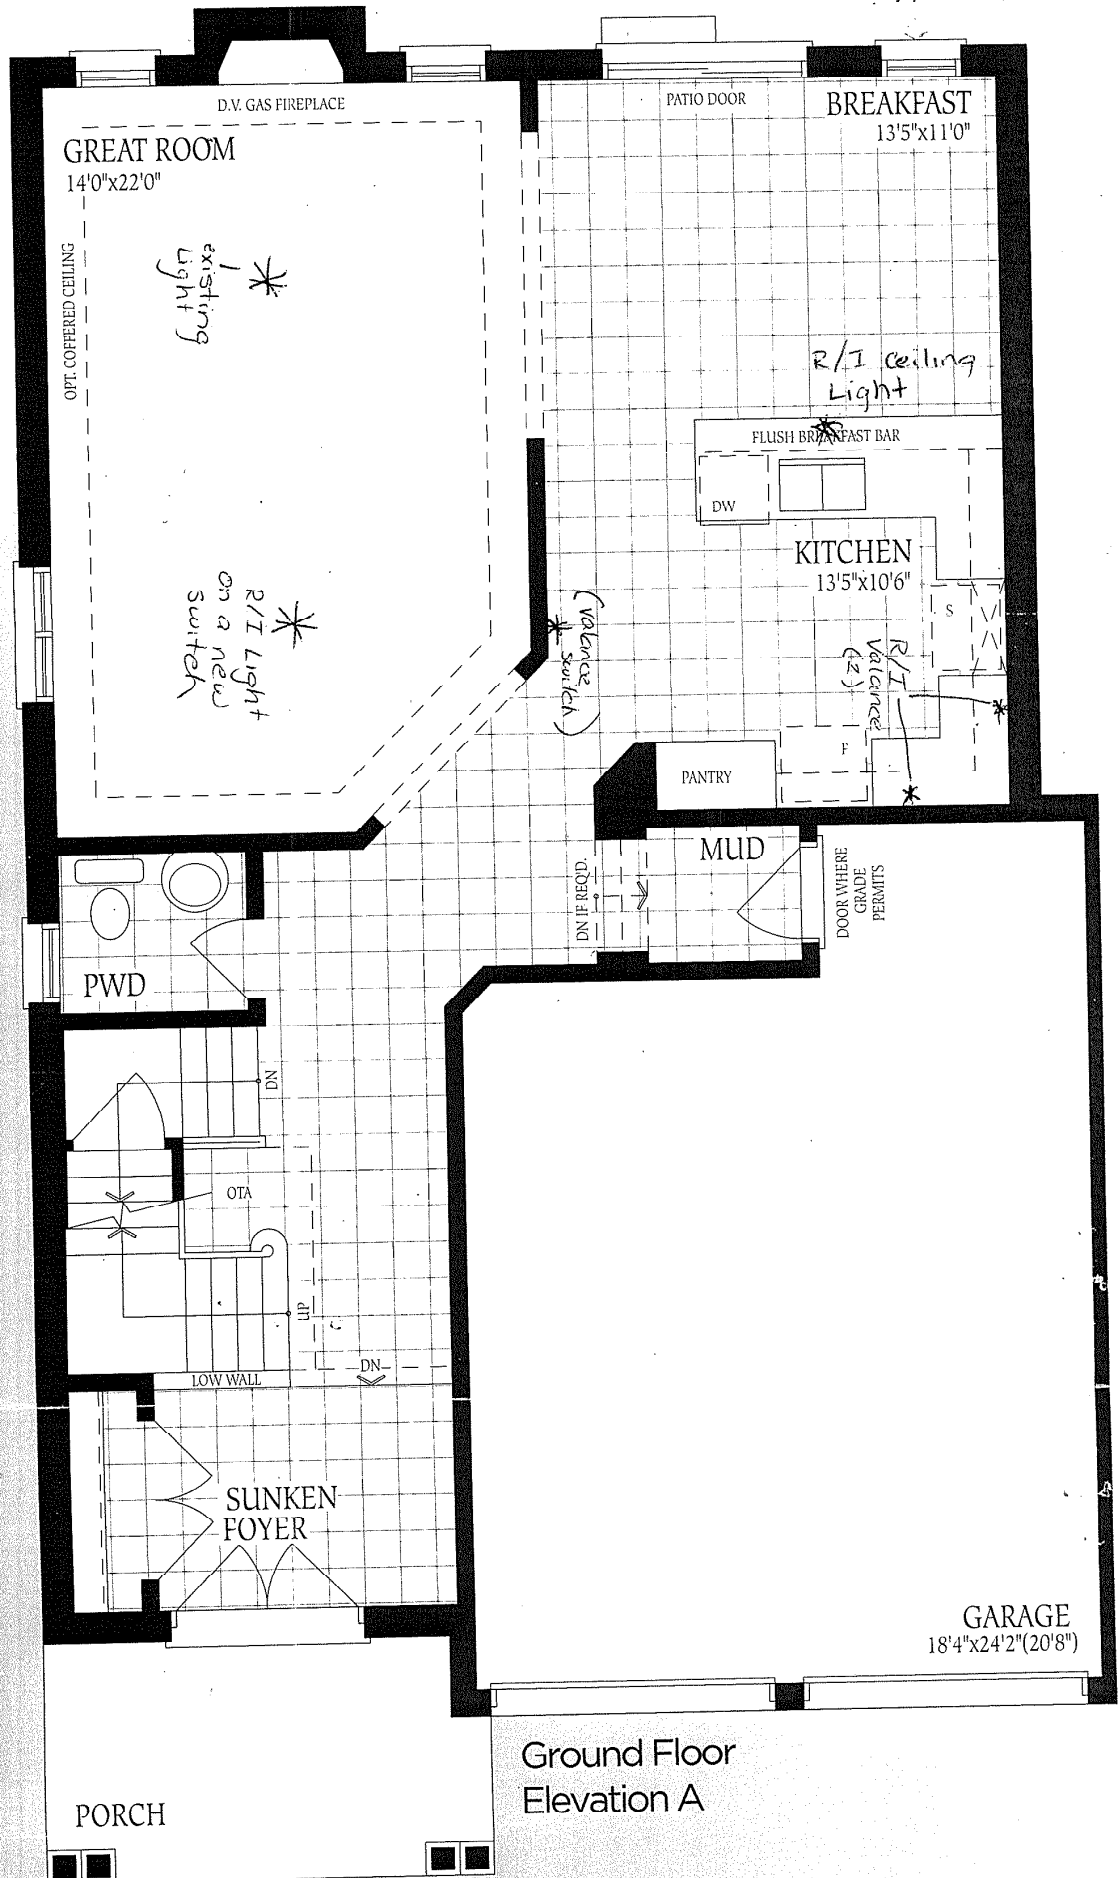 D.V. GAS FIREPLACE
PATIO DOOR
BREAKFAST
13'5"x11'0"
GREAT ROOM
14'0"x22'0"
OPT. COFFERED CEILING
existing
Light
R/I Ceiling
Light
FLUSH BREAKFAST BAR
DW
KITCHEN
13'5"x10'6"
S
R/I Light
on a new
Switch
(valance
switch)
R/I
Valance
(2)
F
PANTRY
MUD
DN IF REQ'D.
DOOR WHERE
GRADE
PERMITS
PWD
DN
OTA
UP
DN
LOW WALL
SUNKEN
FOYER
GARAGE
18'4"x24'2"(20'8")
Ground Floor
Elevation A
PORCH